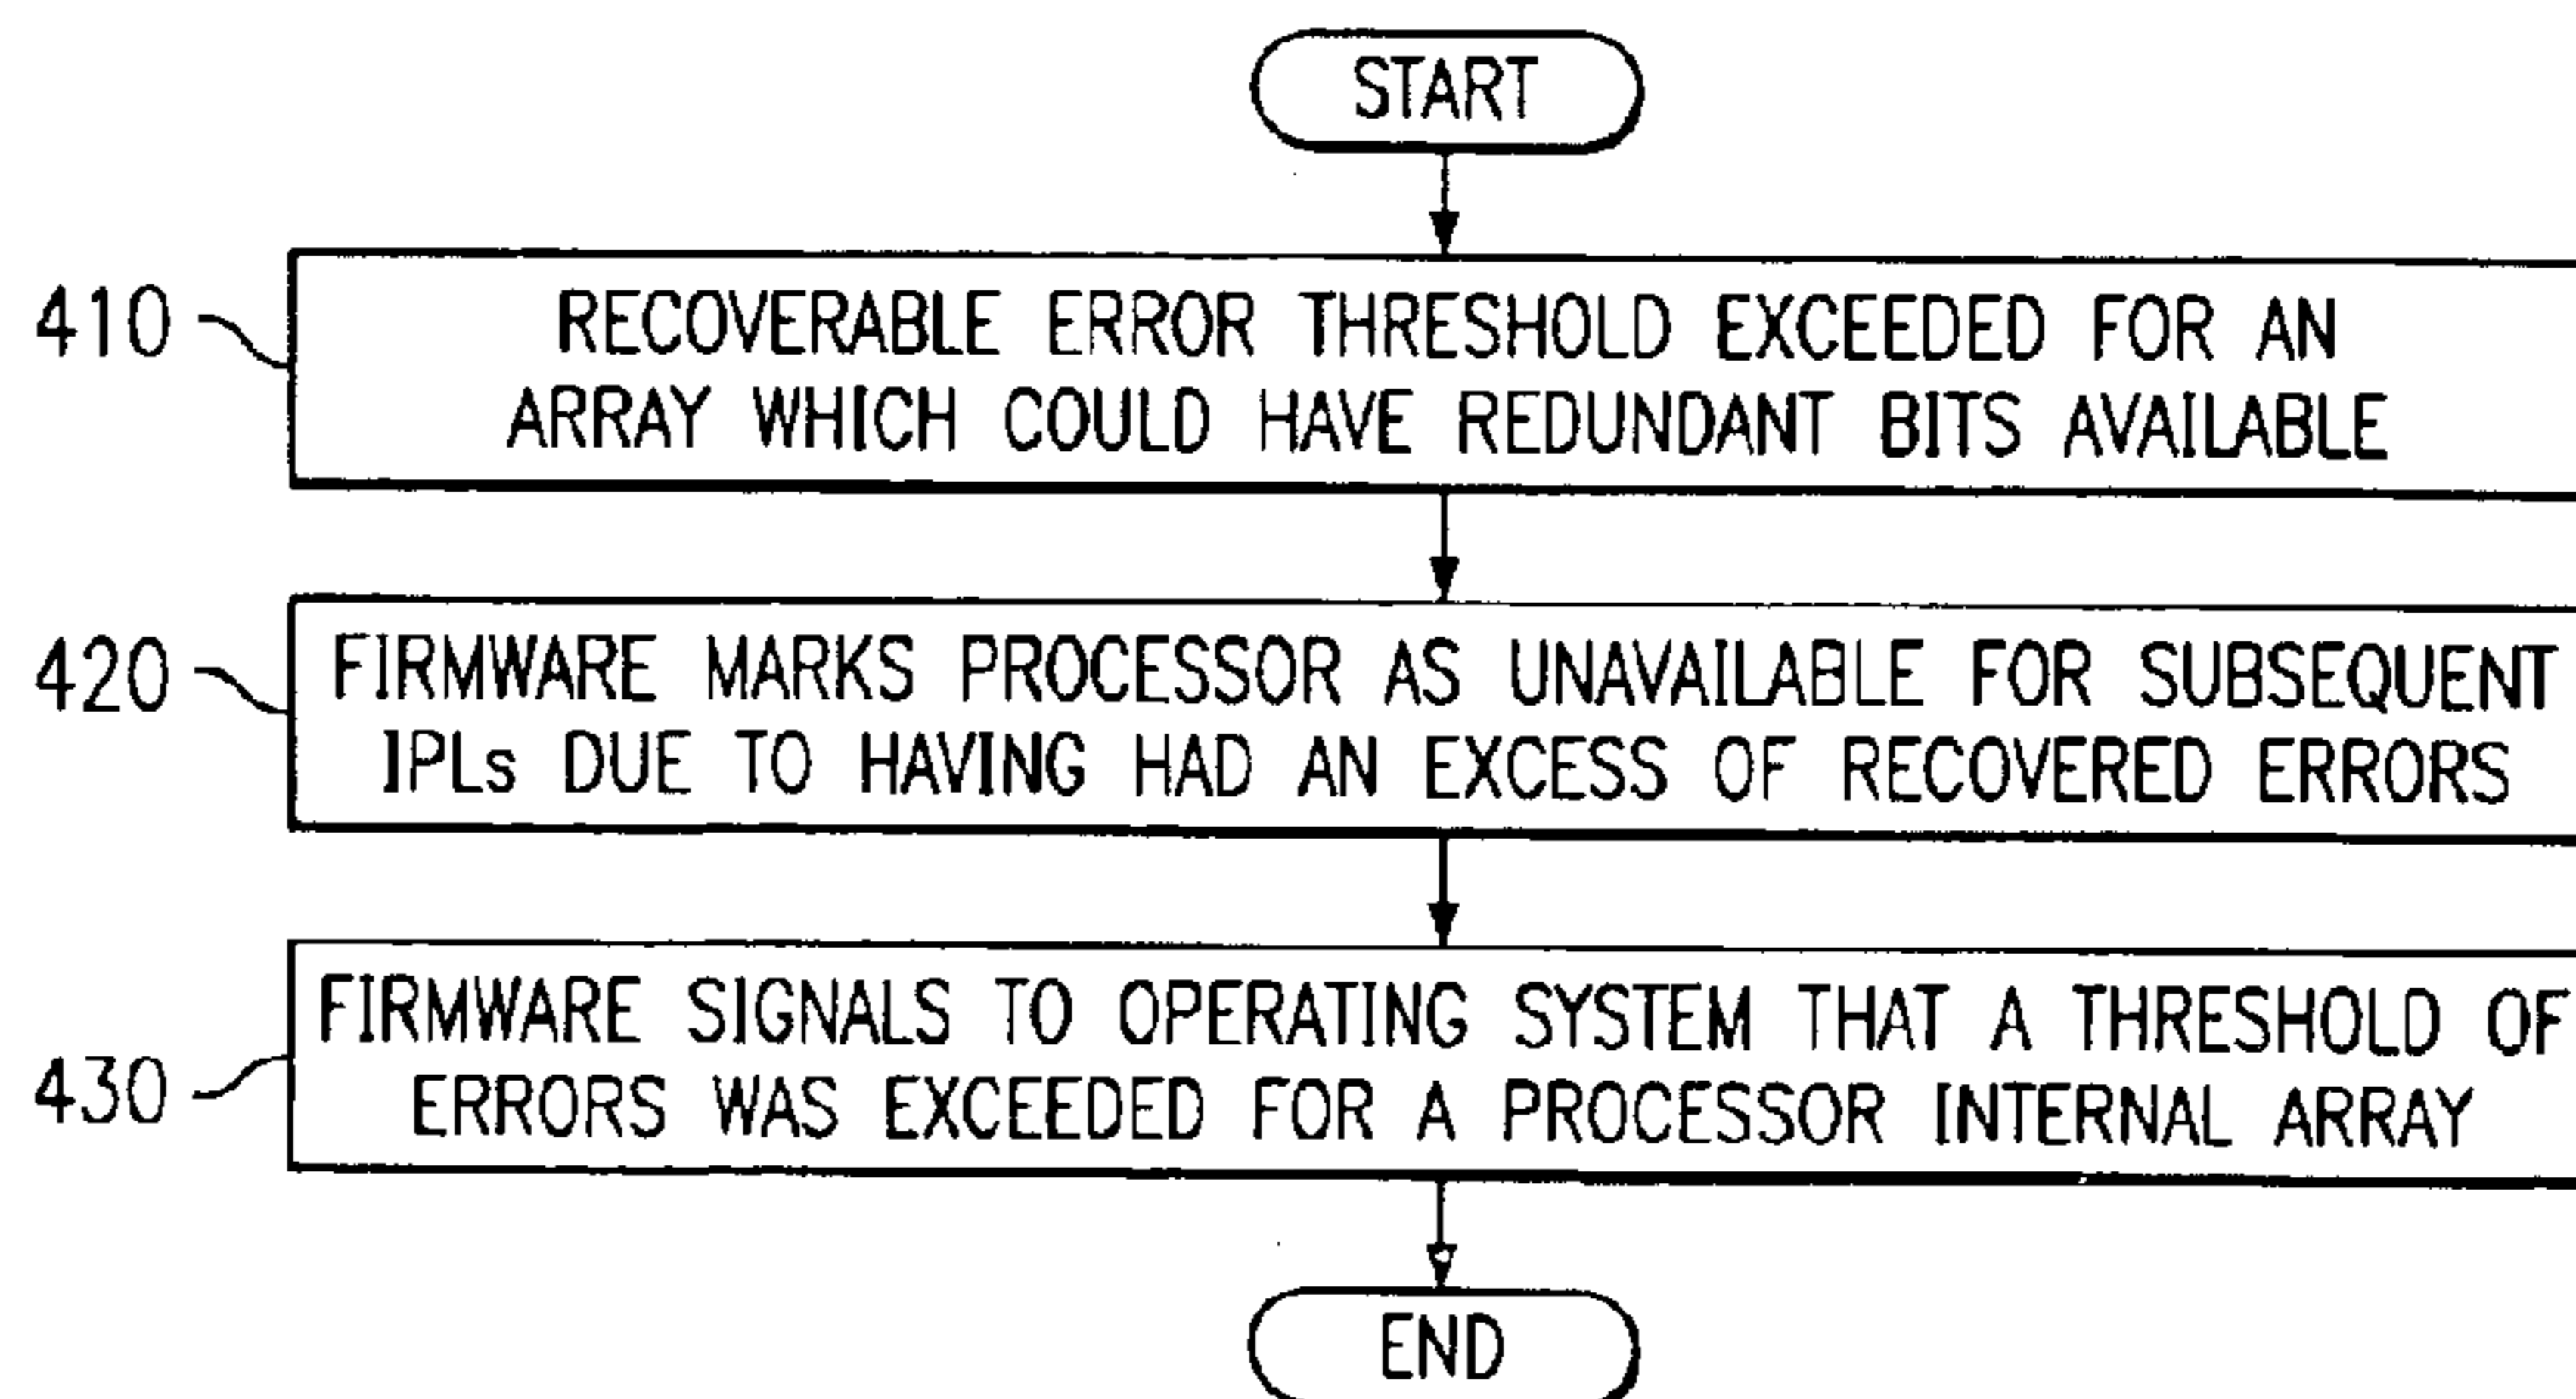 START
410
RECOVERABLE ERROR THRESHOLD EXCEEDED FOR AN
ARRAY WHICH COULD HAVE REDUNDANT BITS AVAILABLE
420
FIRMWARE MARKS PROCESSOR AS UNAVAILABLE FOR SUBSEQUENT
IPLs DUE TO HAVING HAD AN EXCESS OF RECOVERED ERRORS
430
FIRMWARE SIGNALS TO OPERATING SYSTEM THAT A THRESHOLD OF
ERRORS WAS EXCEEDED FOR A PROCESSOR INTERNAL ARRAY
END